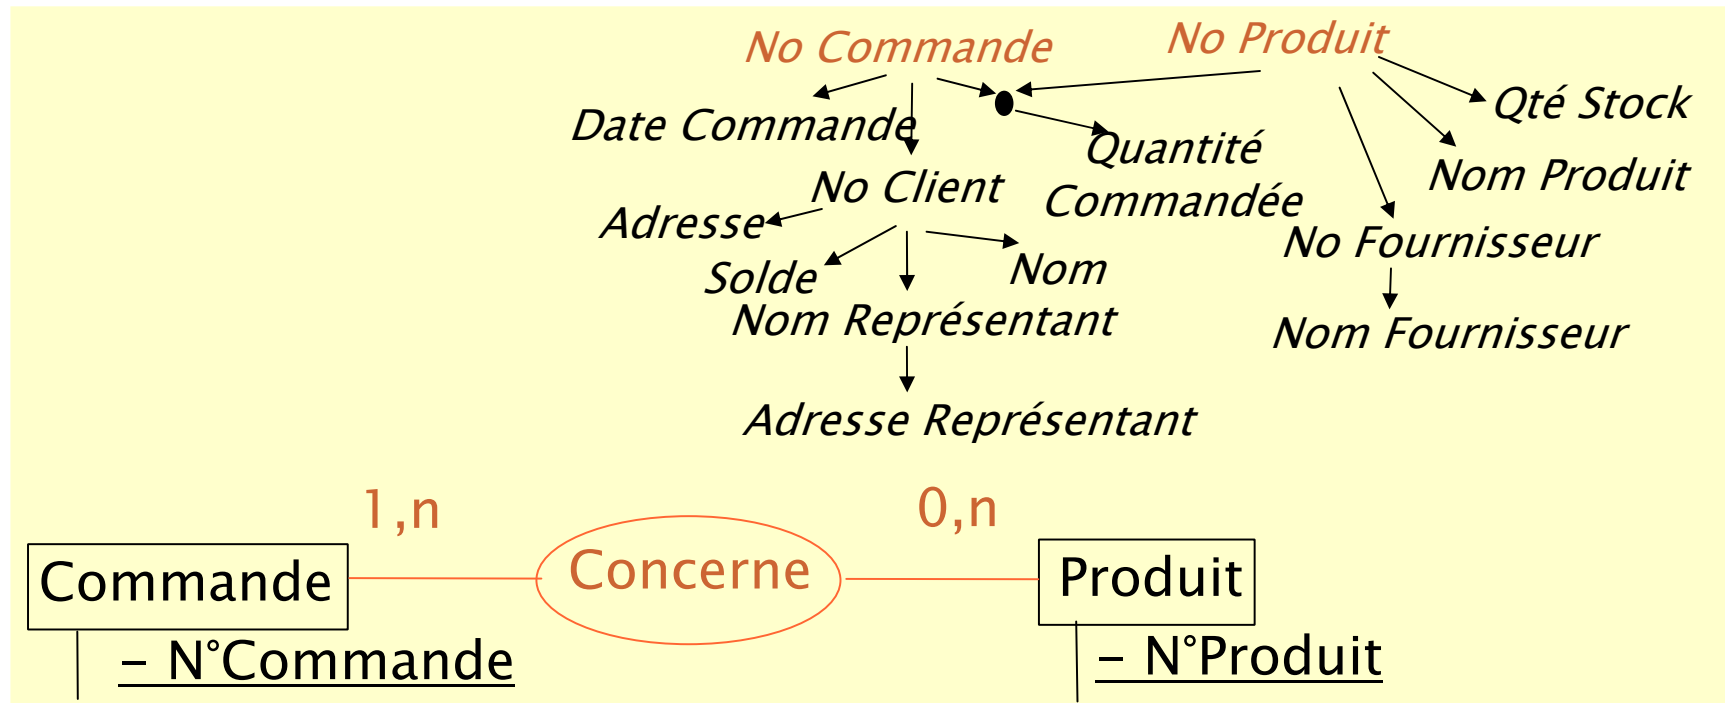 No Commande
No Produit
Qté Stock
Date Commande
Quantité
Commandée
Nom Produit
No Client
Adresse
No Fournisseur
Solde
Nom
Nom Représentant
Nom Fournisseur
Adresse Représentant
1,n
0,n
Commande
Concerne
Produit
- N°Commande
- N°Produit